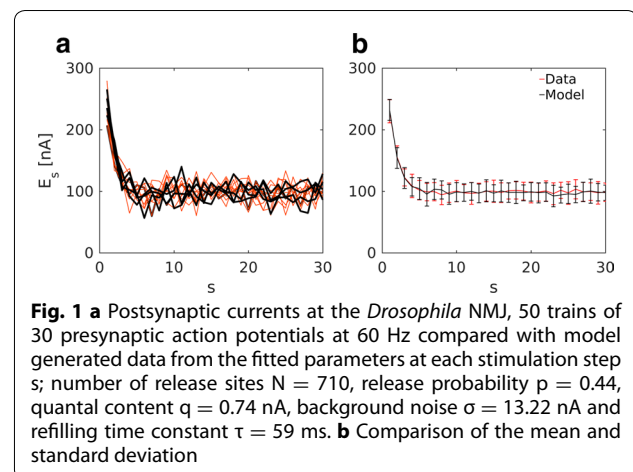 a
b
300
200
100
0
E_s [nA]
0
10
20
30
s
300
200
100
0
0
10
20
30
s
Data
Model
Fig. 1 a Postsynaptic currents at the Drosophila NMJ, 50 trains of
30 presynaptic action potentials at 60 Hz compared with model
generated data from the fitted parameters at each stimulation step
s; number of release sites N = 710, release probability p = 0.44,
quantal content q = 0.74 nA, background noise σ = 13.22 nA and
refilling time constant τ = 59 ms. b Comparison of the mean and
standard deviation